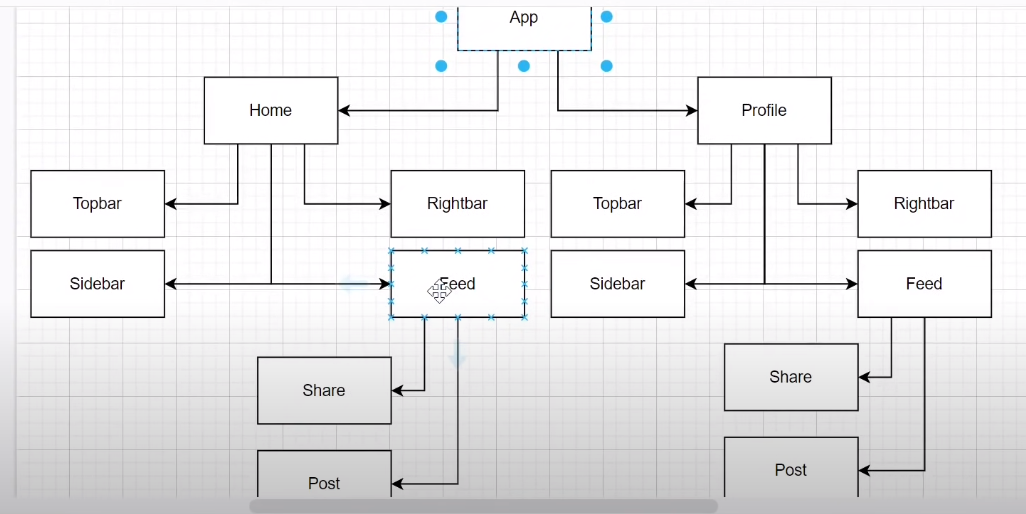 App
Home
Profile
Topbar
Rightbar
Topbar
Rightbar
Sidebar
Feed
Sidebar
Feed
Share
Share
Post
Post